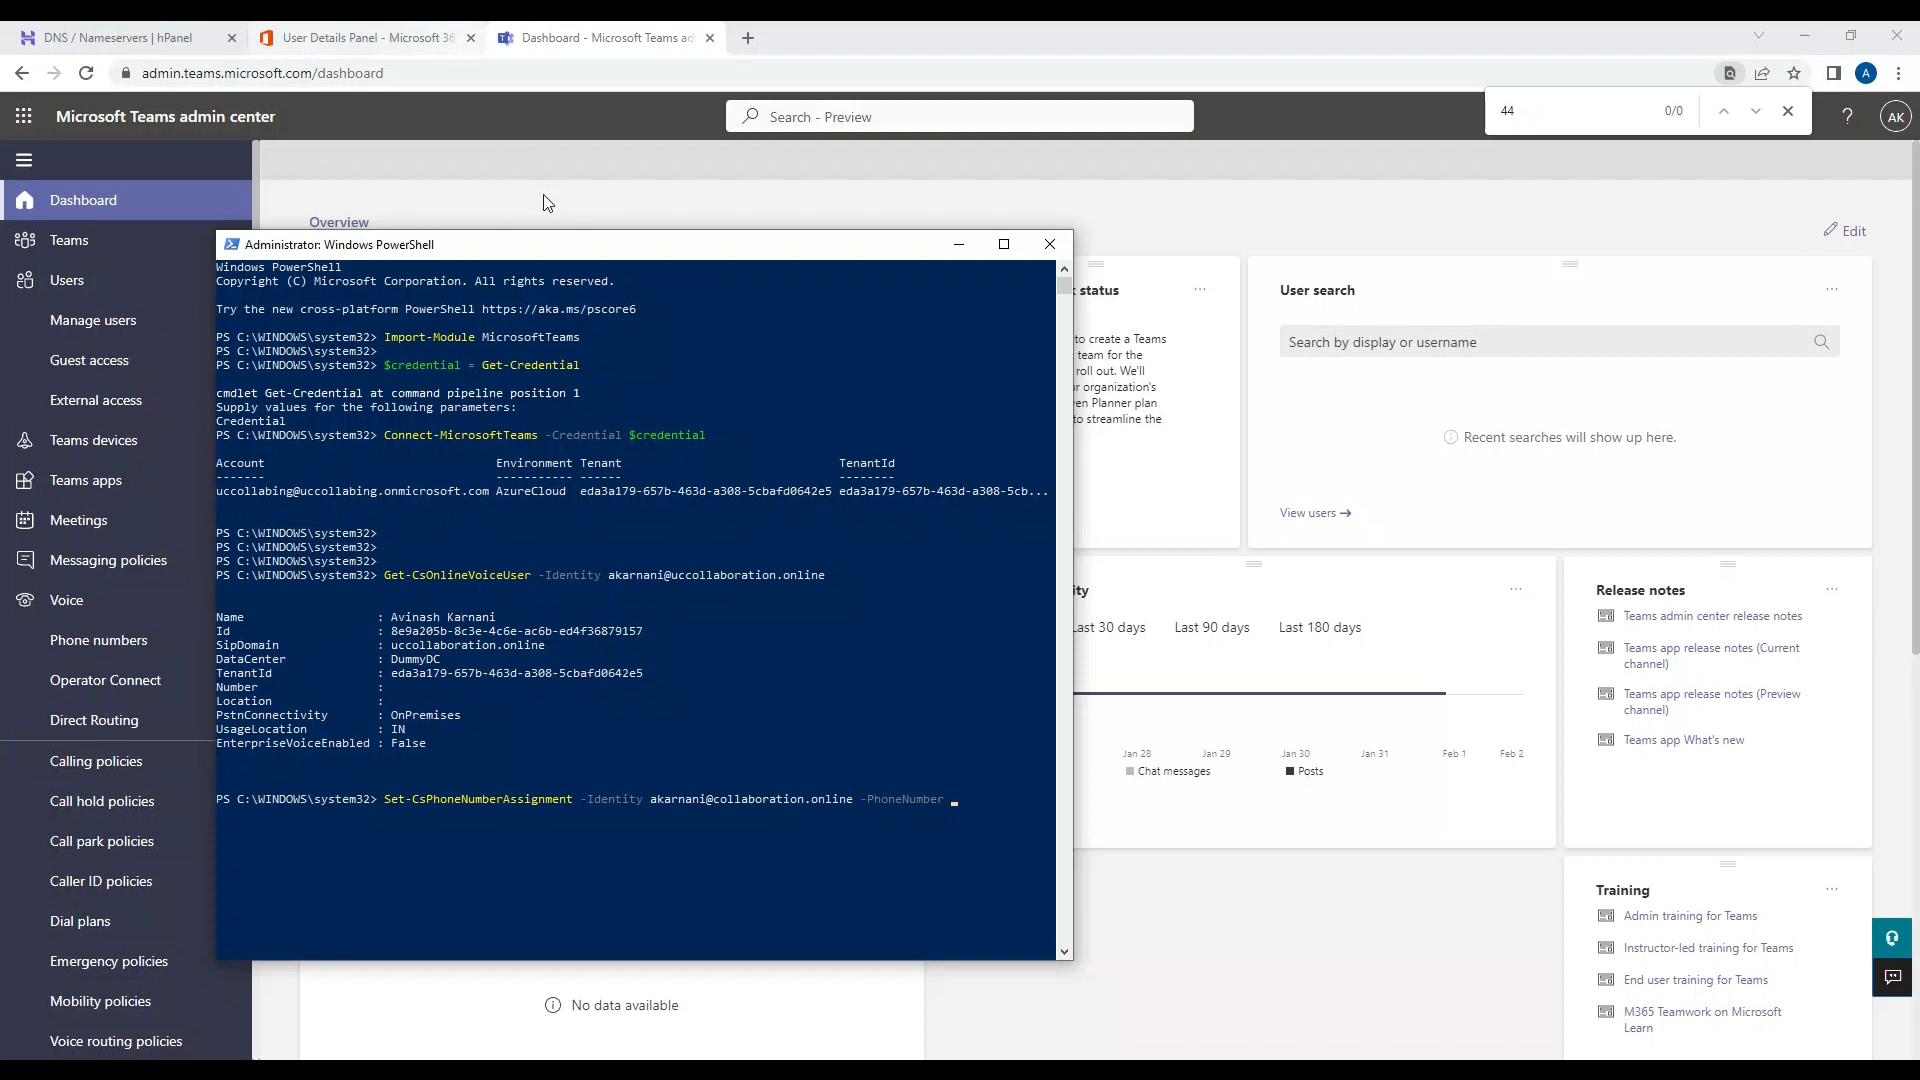 DNS / Nameservers | hPanel
User Details Panel - Microsoft 36
Dashboard - Microsoft Teams ad
admin.teams.microsoft.com/dashboard
A
Microsoft Teams admin center
Search - Preview
44
0/0
?
AK
Dashboard
Teams
Users
Manage users
Guest access
External access
Teams devices
Teams apps
Meetings
Messaging policies
Voice
Phone numbers
Operator Connect
Direct Routing
Calling policies
Call hold policies
Call park policies
Caller ID policies
Dial plans
Emergency policies
Mobility policies
Voice routing policies
Overview
Edit
Administrator: Windows PowerShell
Windows PowerShell
Copyright (C) Microsoft Corporation. All rights reserved.
Try the new cross-platform PowerShell https://aka.ms/pscore6
PS C:\WINDOWS\system32> Import-Module MicrosoftTeams
PS C:\WINDOWS\system32>
PS C:\WINDOWS\system32> $credential = Get-Credential
cmdlet Get-Credential at command pipeline position 1
Supply values for the following parameters:
Credential
PS C:\WINDOWS\system32> Connect-MicrosoftTeams -Credential $credential
Account Environment Tenant TenantId
------- ----------- ------ --------
uccollabing@uccollabing.onmicrosoft.com AzureCloud eda3a179-657b-463d-a308-5cbafd0642e5 eda3a179-657b-463d-a308-5cb...
PS C:\WINDOWS\system32>
PS C:\WINDOWS\system32>
PS C:\WINDOWS\system32>
PS C:\WINDOWS\system32> Get-CsOnlineVoiceUser -Identity akarnani@uccollaboration.online
Name : Avinash Karnani
Id : 8e9a205b-8c3e-4c6e-ac6b-ed4f36879157
SipDomain : uccollaboration.online
DataCenter : DummyDC
TenantId : eda3a179-657b-463d-a308-5cbafd0642e5
Number :
Location :
PstnConnectivity : OnPremises
UsageLocation : IN
EnterpriseVoiceEnabled : False
PS C:\WINDOWS\system32> Set-CsPhoneNumberAssignment -Identity akarnani@collaboration.online -PhoneNumber
status
to create a Teams
team for the
roll out. We'll
r organization's
en Planner plan
to streamline the
User search
Search by display or username
Recent searches will show up here.
View users
ity
Last 30 days
Last 90 days
Last 180 days
Jan 28
Jan 29
Jan 30
Jan 31
Feb 1
Feb 2
Chat messages
Posts
Release notes
Teams admin center release notes
Teams app release notes (Current
channel)
Teams app release notes (Preview
channel)
Teams app What's new
Training
Admin training for Teams
Instructor-led training for Teams
End user training for Teams
M365 Teamwork on Microsoft
Learn
No data available